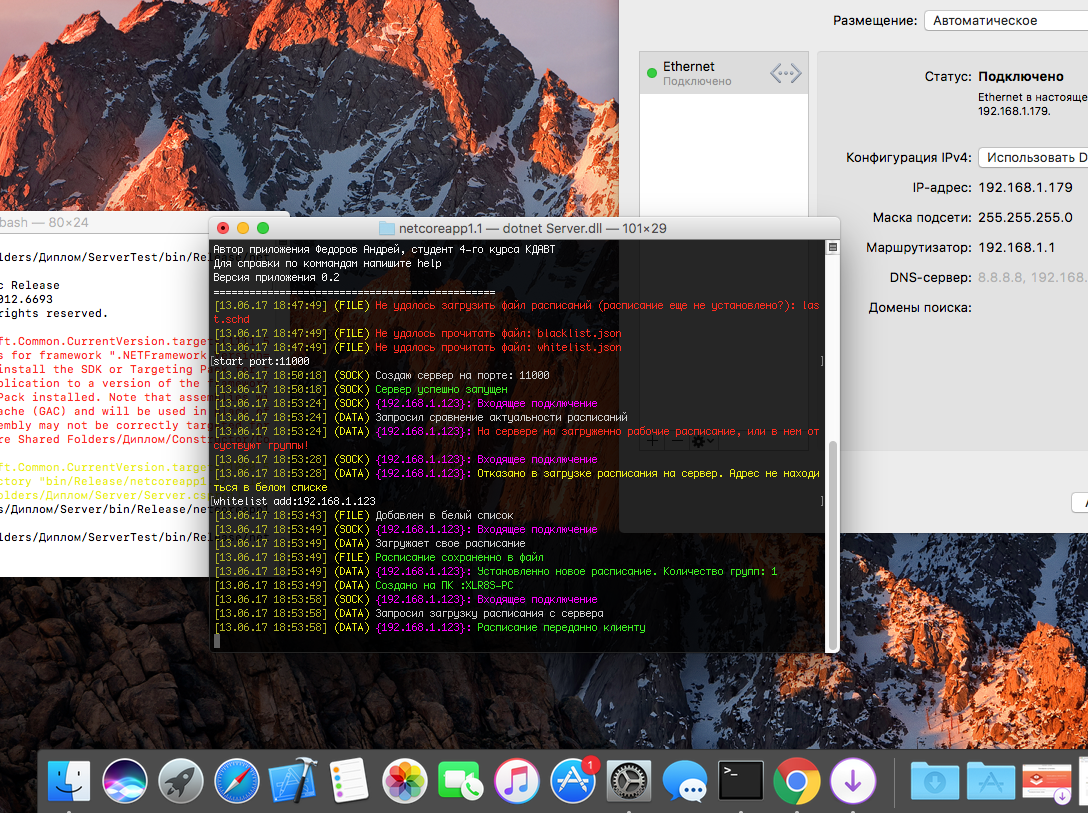 Размещение: Автоматическое
Ethernet
Подключено
Статус: Подключено
Ethernet в настояще
192.168.1.179.
Конфигурация IPv4: Использовать D
IP-адрес: 192.168.1.179
Маска подсети: 255.255.255.0
Маршрутизатор: 192.168.1.1
DNS-сервер: 8.8.8.8, 192.168.
Домены поиска:
bash — 80×24
lders/Диплом/ServerTest/bin/Rel
c Release
012.6693
rights reserved.
ft.Common.CurrentVersion.target
s for framework ".NETFramework
install the SDK or Targeting Pa
plication to a version of the
Pack installed. Note that assem
ache (GAC) and will be used in
embly may not be correctly targ
re Shared Folders/Диплом/Consti
ft.Common.CurrentVersion.targe
ctory "bin/Release/netcoreapp1
olders/Диплом/Server/Server.cs
s/Диплом/Server/bin/Release/net
lders/Диплом/ServerTest/bin/Rel
netcoreapp1.1 — dotnet Server.dll — 101×29
Автор приложения Федоров Андрей, студент 4-го курса КДАВТ
Для справки по коммандам напишите help
Версия приложения 0.2
==============================================
[13.06.17 18:47:49] (FILE) Не удалось загрузить файл расписаний (расписание еще не установлено?): las
t.schd
[13.06.17 18:47:49] (FILE) Не удалось прочитать файл: blacklist.json
[13.06.17 18:47:49] (FILE) Не удалось прочитать файл: whitelist.json
[start port:11000 ]
[13.06.17 18:50:18] (SOCK) Создаю сервер на порте: 11000
[13.06.17 18:50:18] (SOCK) Сервер успешно запущен
[13.06.17 18:53:24] (SOCK) {192.168.1.123}: Входящее подключение
[13.06.17 18:53:24] (DATA) Запросил сравнение актуальности расписаний
[13.06.17 18:53:24] (DATA) {192.168.1.123}: На сервере на загруженно рабочие расписание, или в нем от
суствуют группы!
[13.06.17 18:53:28] (SOCK) {192.168.1.123}: Входящее подключение
[13.06.17 18:53:28] (DATA) {192.168.1.123}: Отказано в загрузке расписания на сервер. Адрес не находи
ться в белом списке
[whitelist add:192.168.1.123 ]
[13.06.17 18:53:43] (FILE) Добавлен в белый список
[13.06.17 18:53:49] (SOCK) {192.168.1.123}: Входящее подключение
[13.06.17 18:53:49] (DATA) Загружает свое расписание
[13.06.17 18:53:49] (FILE) Расписание сохраненно в файл
[13.06.17 18:53:49] (DATA) {192.168.1.123}: Установленно новое расписание. Количество групп: 1
[13.06.17 18:53:49] (DATA) Создано на ПК :XLR8S-PC
[13.06.17 18:53:58] (SOCK) {192.168.1.123}: Входящее подключение
[13.06.17 18:53:58] (DATA) Запросил загрузку расписания с сервера
[13.06.17 18:53:58] (DATA) {192.168.1.123}: Расписание переданно клиенту
1